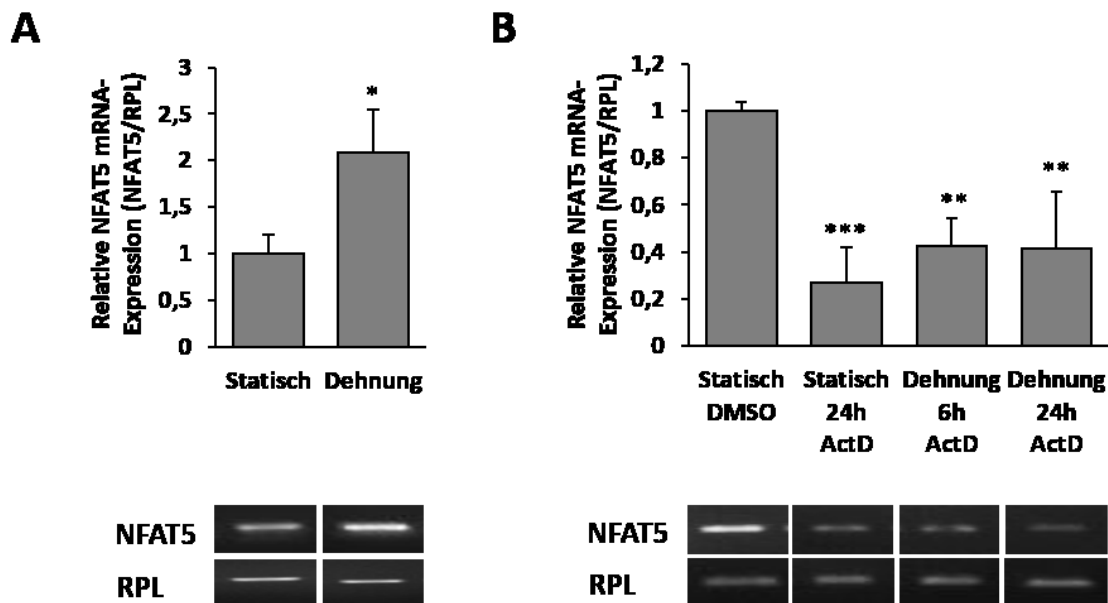 A
Relative NFAT5 mRNA-
Expression (NFAT5/RPL)
3
2,5
2
1,5
1
0,5
0
*
Statisch
Dehnung
NFAT5
RPL
B
Relative NFAT5 mRNA-
Expression (NFAT5/RPL)
1,2
1
0,8
0,6
0,4
0,2
0
***
**
**
Statisch
DMSO
Statisch
24h
ActD
Dehnung
6h
ActD
Dehnung
24h
ActD
NFAT5
RPL